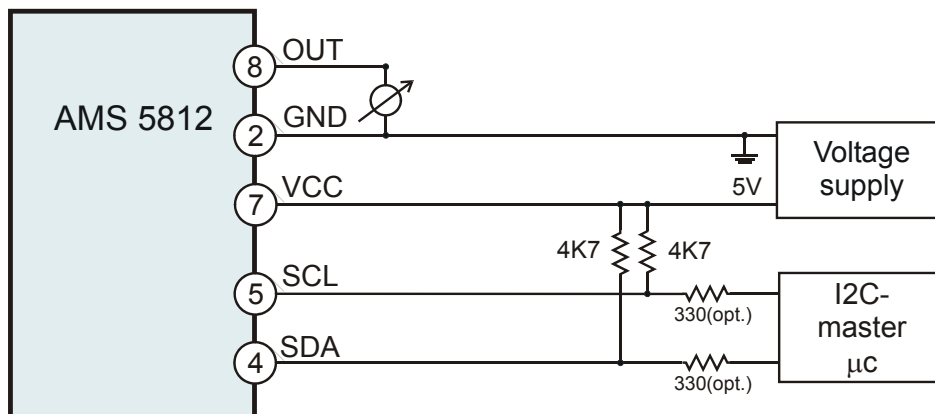 AMS 5812
8
OUT
2
GND
7
VCC
5
SCL
4
SDA
5V
Voltage
supply
4K7
4K7
330(opt.)
330(opt.)
I2C-
master
μc